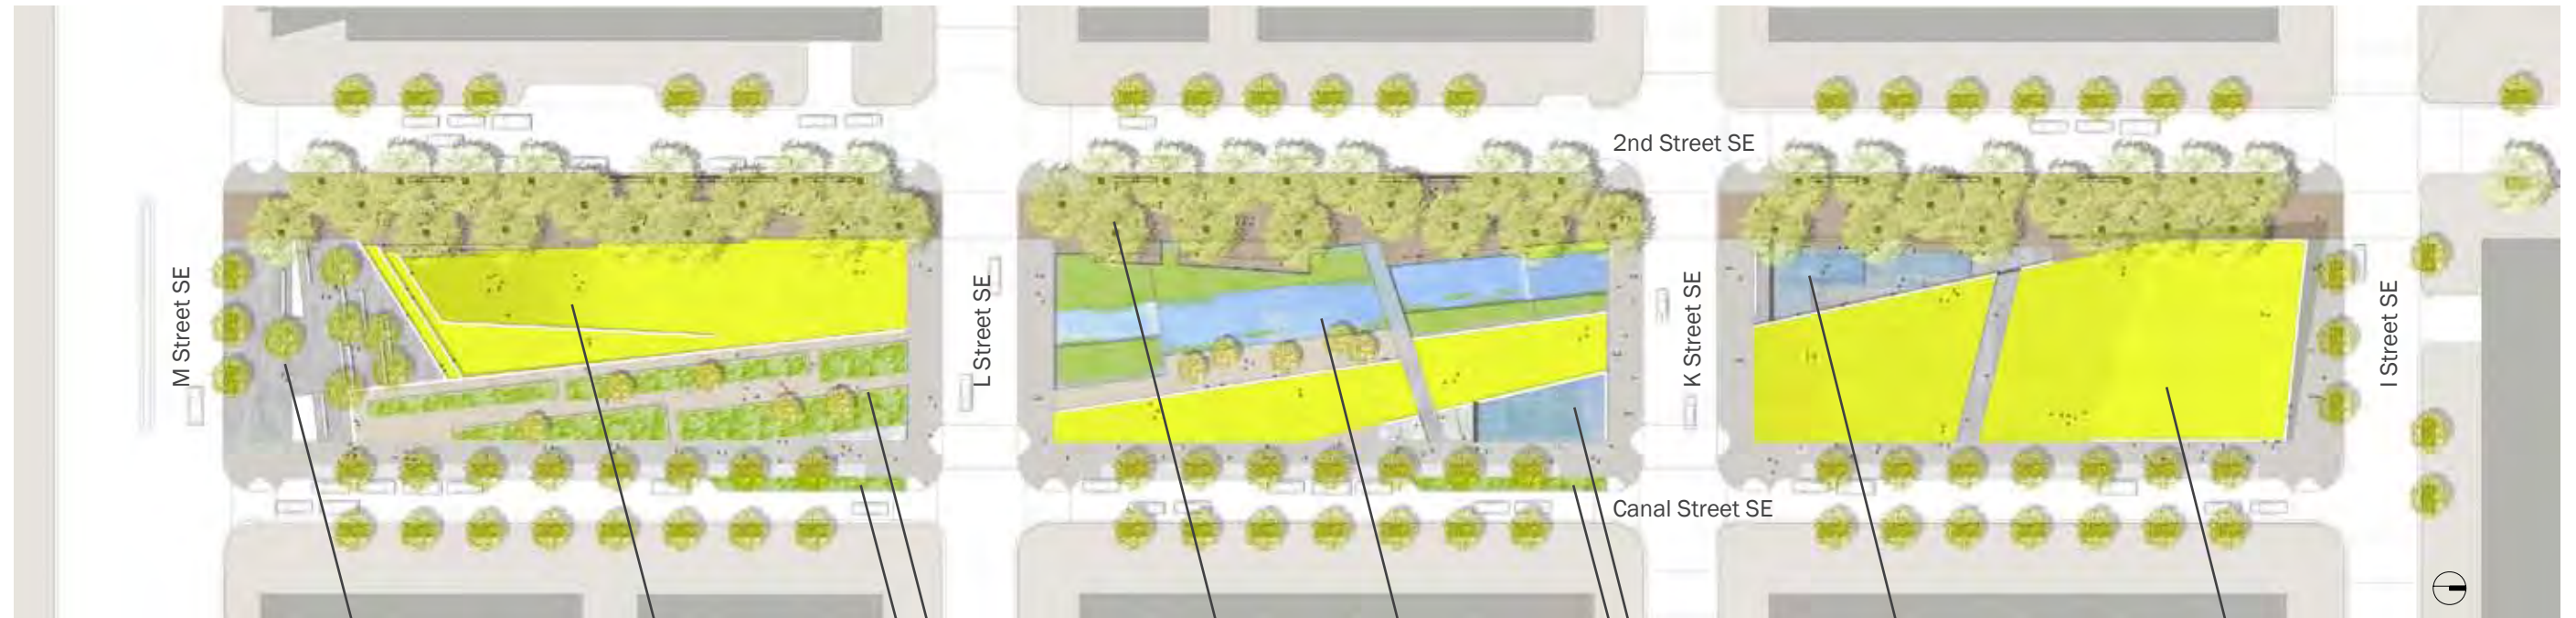 2nd Street SE
M Street SE
L Street SE
K Street SE
I Street SE
Canal Street SE